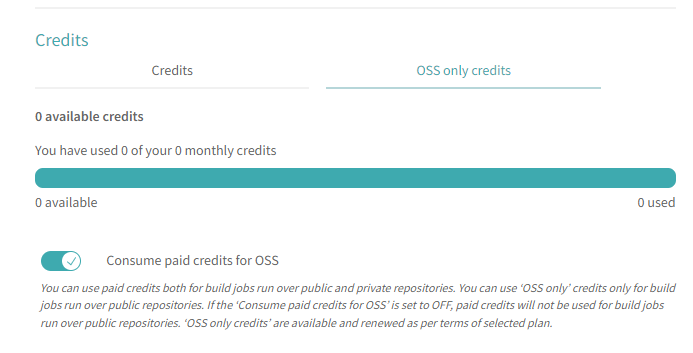 Credits
Credits
OSS only credits
0 available credits
You have used 0 of your 0 monthly credits
0 available
0 used
Consume paid credits for OSS
You can use paid credits both for build jobs run over public and private repositories. You can use ‘OSS only’ credits only for build
jobs run over public repositories. If the ‘Consume paid credits for OSS’ is set to OFF, paid credits will not be used for build jobs
run over public repositories. ‘OSS only credits’ are available and renewed as per terms of selected plan.